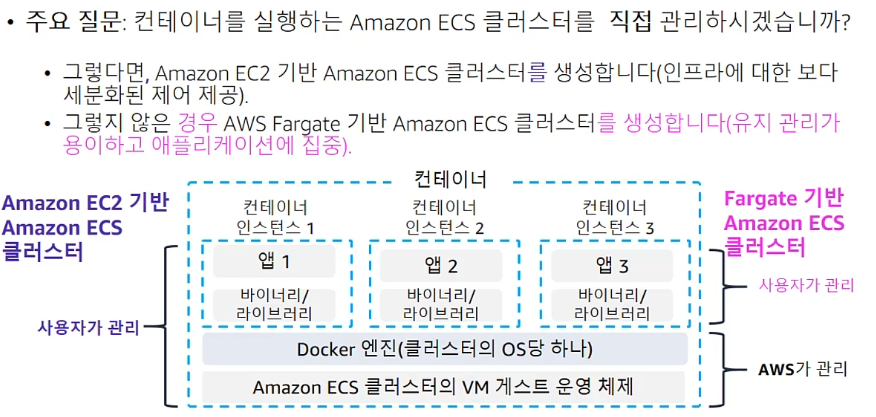 • 주요 질문: 컨테이너를 실행하는 Amazon ECS 클러스터를 직접 관리하시겠습니까?
• 그렇다면, Amazon EC2 기반 Amazon ECS 클러스터를 생성합니다(인프라에 대한 보다
세분화된 제어 제공).
• 그렇지 않은 경우 AWS Fargate 기반 Amazon ECS 클러스터를 생성합니다(유지 관리가
용이하고 애플리케이션에 집중).
컨테이너
Amazon EC2 기반
Amazon ECS
클러스터
사용자가 관리
컨테이너
인스턴스 1
앱 1
바이너리/
라이브러리
컨테이너
인스턴스 2
앱 2
바이너리/
라이브러리
컨테이너
인스턴스 3
앱 3
바이너리/
라이브러리
Docker 엔진(클러스터의 OS당 하나)
Amazon ECS 클러스터의 VM 게스트 운영 체제
Fargate 기반
Amazon ECS
클러스터
사용자가 관리
AWS가 관리